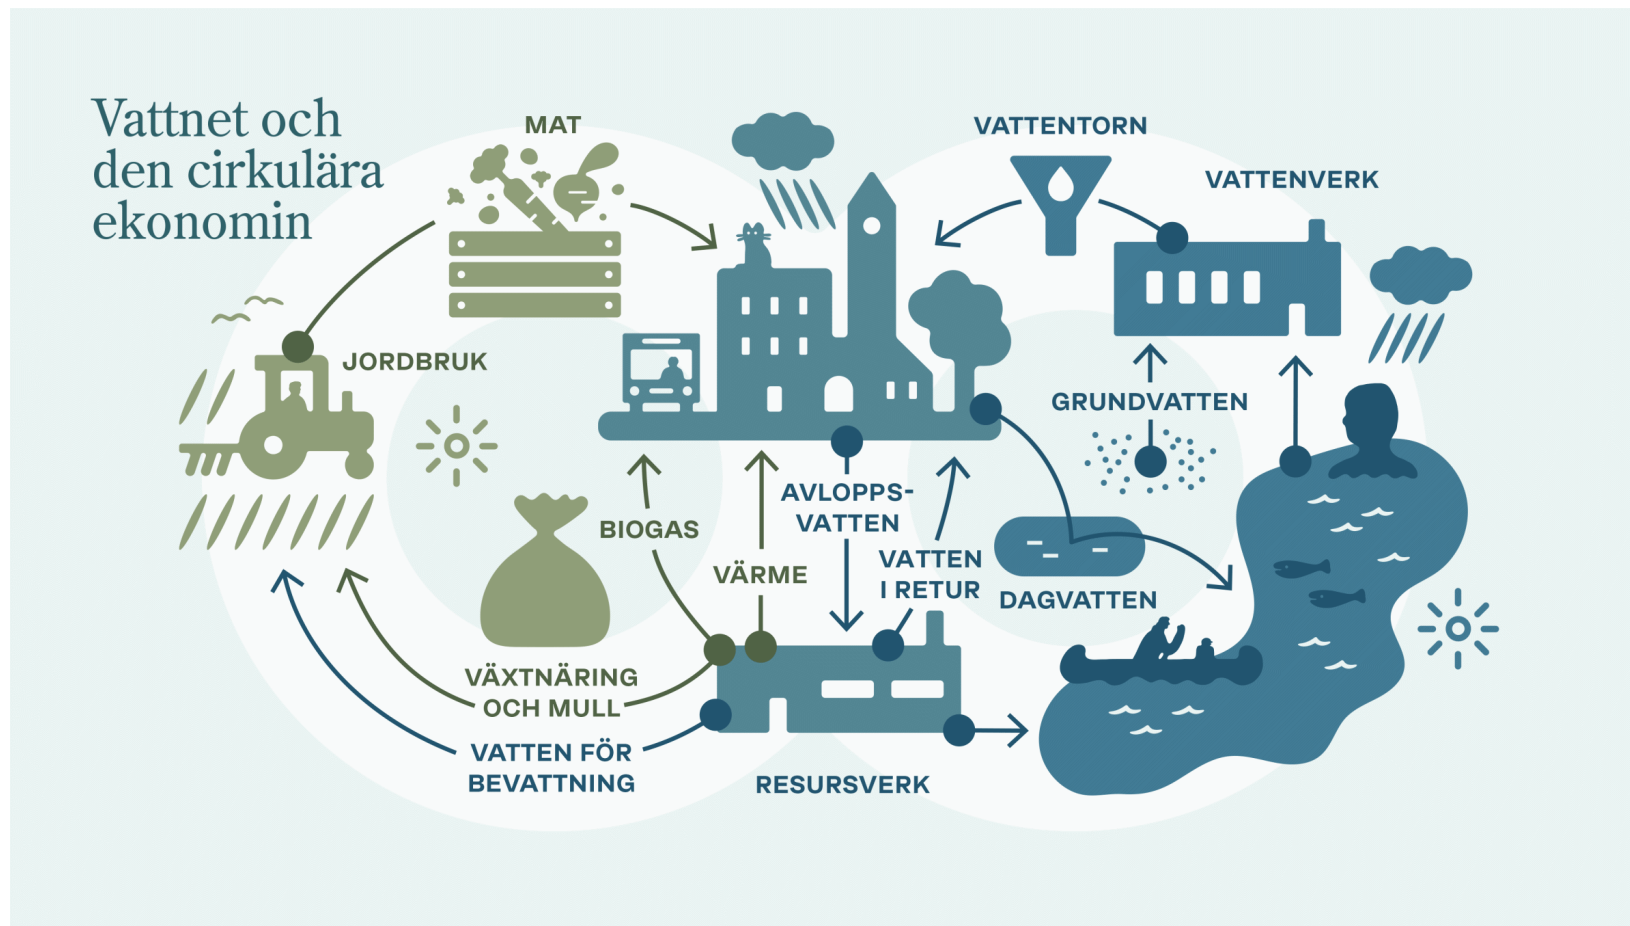 Vattnet och
den cirkulära
ekonomin
MAT
VATTENTORN
VATTENVERK
JORDBRUK
GRUNDVATTEN
AVLOPPS-
VATTEN
BIOGAS
VÄRME
VATTEN
I RETUR
DAGVATTEN
VÄXTNÄRING
OCH MULL
VATTEN FÖR
BEVATTNING
RESURSVERK